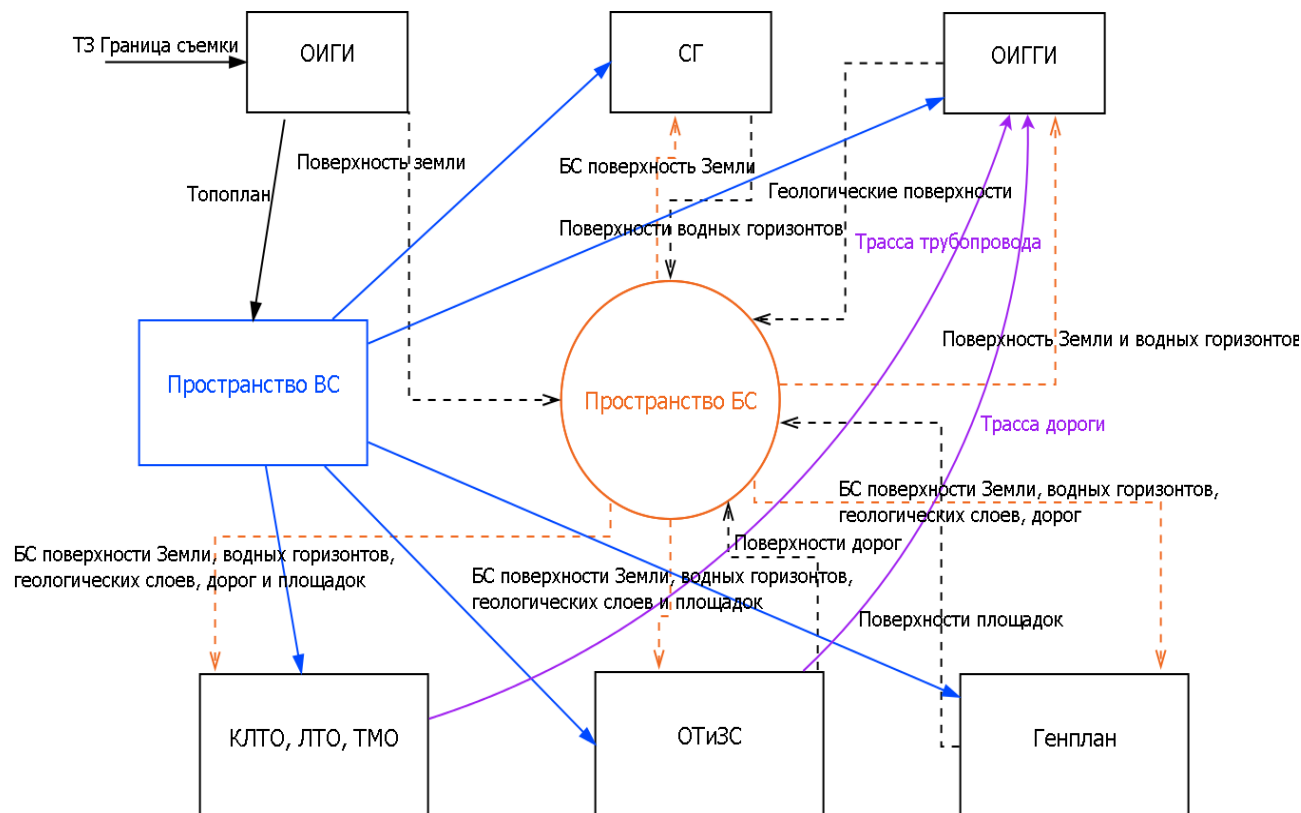 ТЗ Граница съемки
ОИГИ
СГ
ОИГГИ
Поверхность земли
БС поверхность Земли
Топоплан
Геологические поверхности
Поверхности водных горизонтов
Трасса трубопровода
Поверхность Земли и водных горизонтов
Пространство ВС
Пространство БС
Трасса дороги
БС поверхности Земли, водных горизонтов,
геологических слоев, дорог
Поверхности дорог
БС поверхности Земли, водных горизонтов,
геологических слоев, дорог и площадок
БС поверхности Земли, водных горизонтов,
геологических слоев и площадок
Поверхности площадок
КЛТО, ЛТО, ТМО
ОТиЗС
Генплан